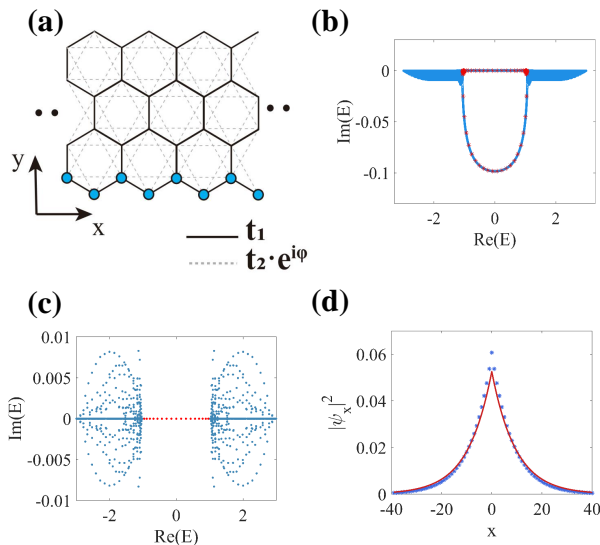 (a)
y
x
t₁
t₂·e^{iφ}
(b)
0
-0.05
-0.1
Im(E)
-2
0
2
Re(E)
(c)
0.01
0.005
0
-0.005
-0.01
Im(E)
-2
0
2
Re(E)
(d)
0.06
0.04
0.02
0
|ψₓ|²
-40
-20
0
20
40
x